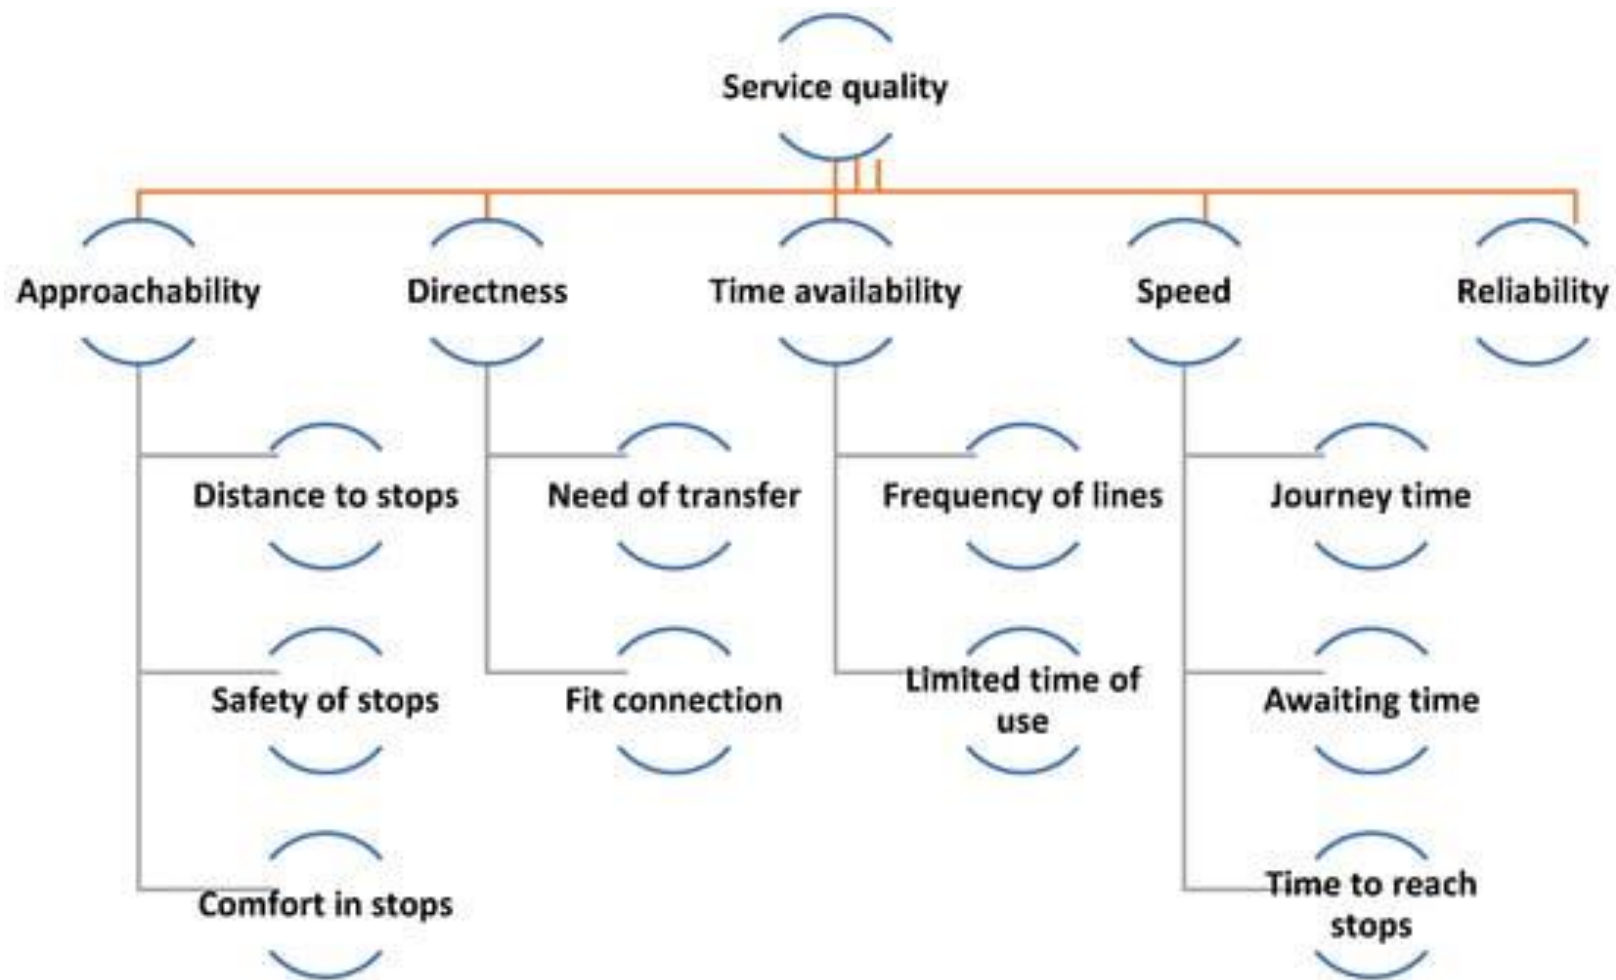 Service quality
Approachability
Directness
Time availability
Speed
Reliability
Distance to stops
Need of transfer
Frequency of lines
Journey time
Safety of stops
Fit connection
Limited time of
use
Awaiting time
Comfort in stops
Time to reach
stops